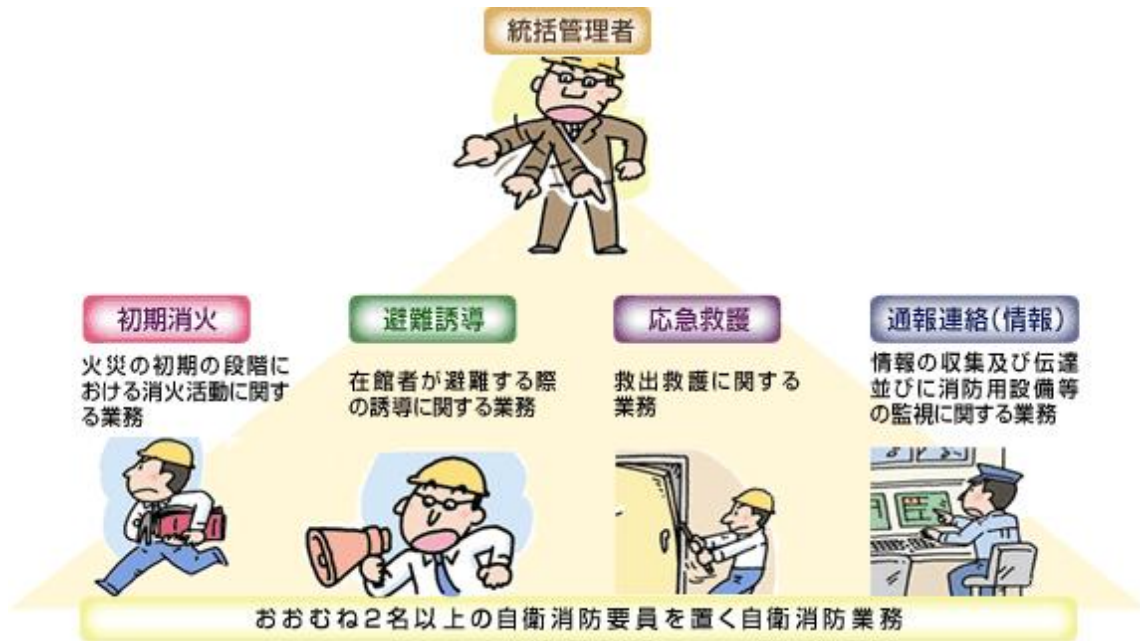 統括管理者
初期消火
火災の初期の段階に
おける消火活動に関す
る業務
避難誘導
在館者が避難する際
の誘導に関する業務
応急救護
救出救護に関する
業務
通報連絡(情報)
情報の収集及び伝達
並びに消防用設備等
の監視に関する業務
おおむね2名以上の自衛消防要員を置く自衛消防業務